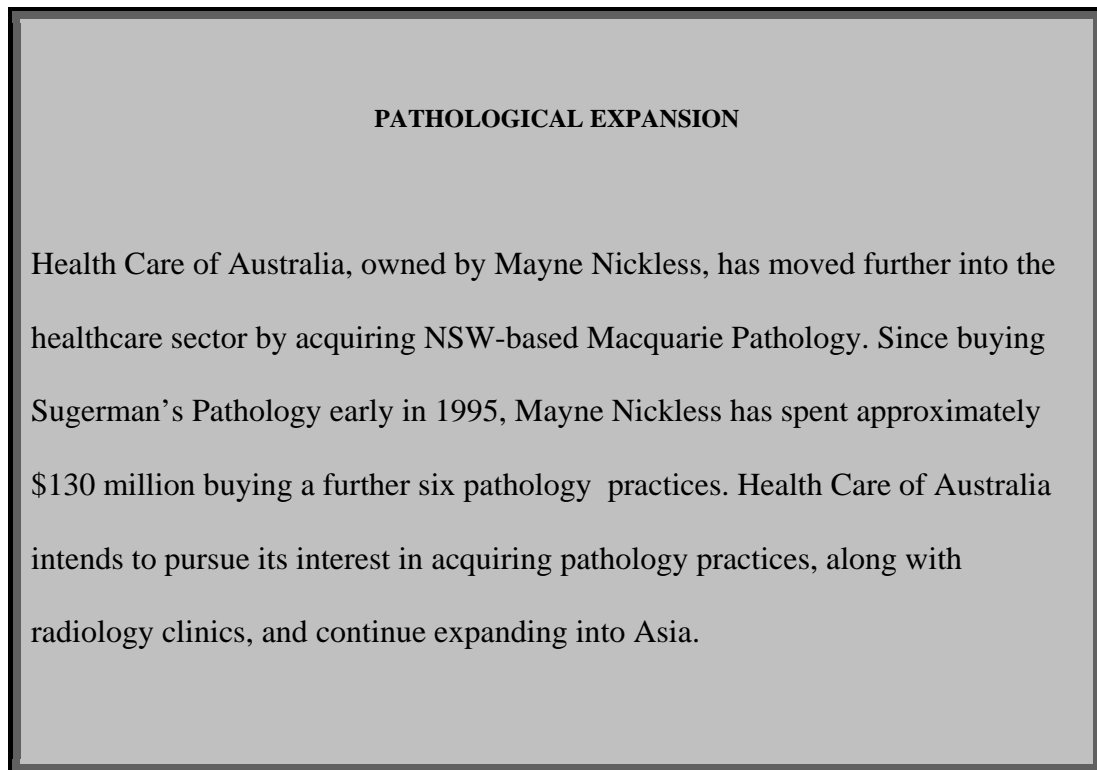 PATHOLOGICAL EXPANSION
Health Care of Australia, owned by Mayne Nickless, has moved further into the
healthcare sector by acquiring NSW-based Macquarie Pathology. Since buying
Sugerman’s Pathology early in 1995, Mayne Nickless has spent approximately
$130 million buying a further six pathology  practices. Health Care of Australia
intends to pursue its interest in acquiring pathology practices, along with
radiology clinics, and continue expanding into Asia.